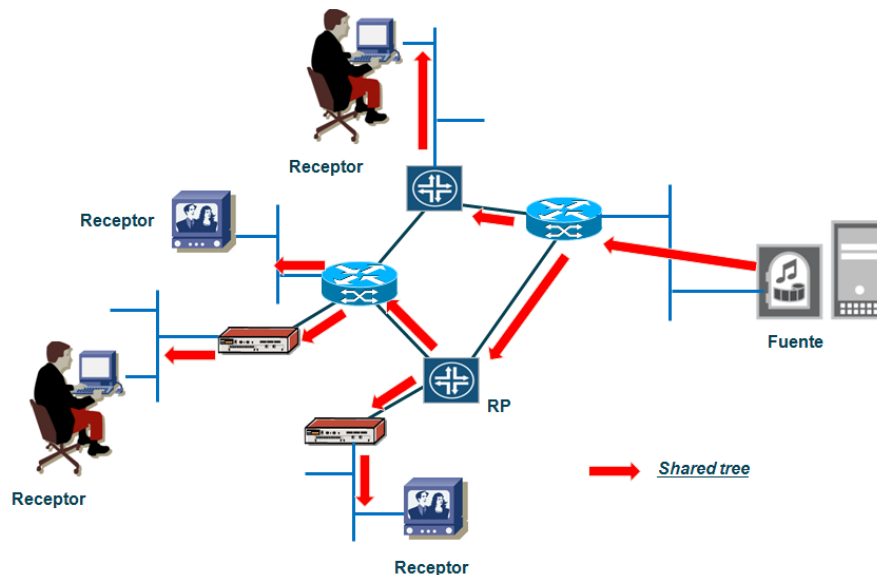 Receptor
Receptor
Fuente
RP
Shared tree
Receptor
Receptor